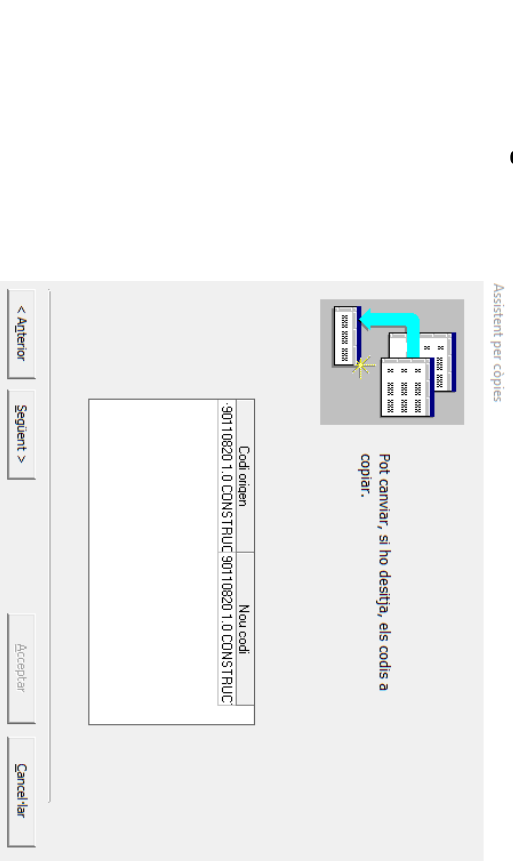 Assistent per còpies
Pot canviar, si ho desitja, els codis a
copiar.
Codi origen Nou codi
90110820 1.0 CONSTRUC 90110820 1.0 CONSTRUC
< Anterior Següent > Acceptar Cancel·lar